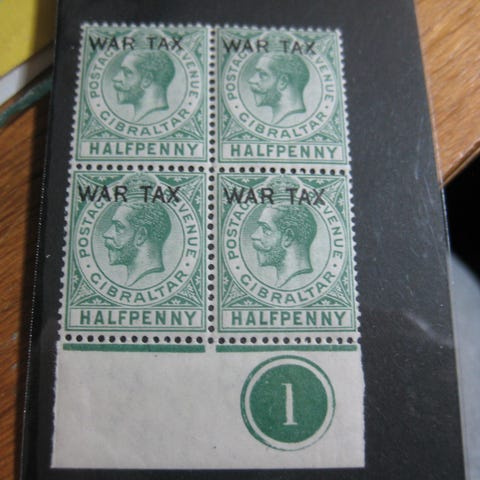 WAR TAX WAR TAX
POSTAGE & REVENUE POSTAGE & REVENUE
GIBRALTAR GIBRALTAR
HALFPENNY HALFPENNY
WAR TAX WAR TAX
POSTAGE & REVENUE POSTAGE & REVENUE
GIBRALTAR GIBRALTAR
HALFPENNY HALFPENNY
1